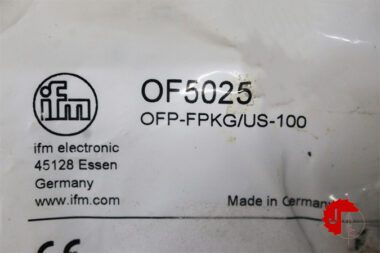 ifm
OF5025
OFP-FPKG/US-100
ifm electronic
45128 Essen
Germany
www.ifm.com
Made in Germany
CE